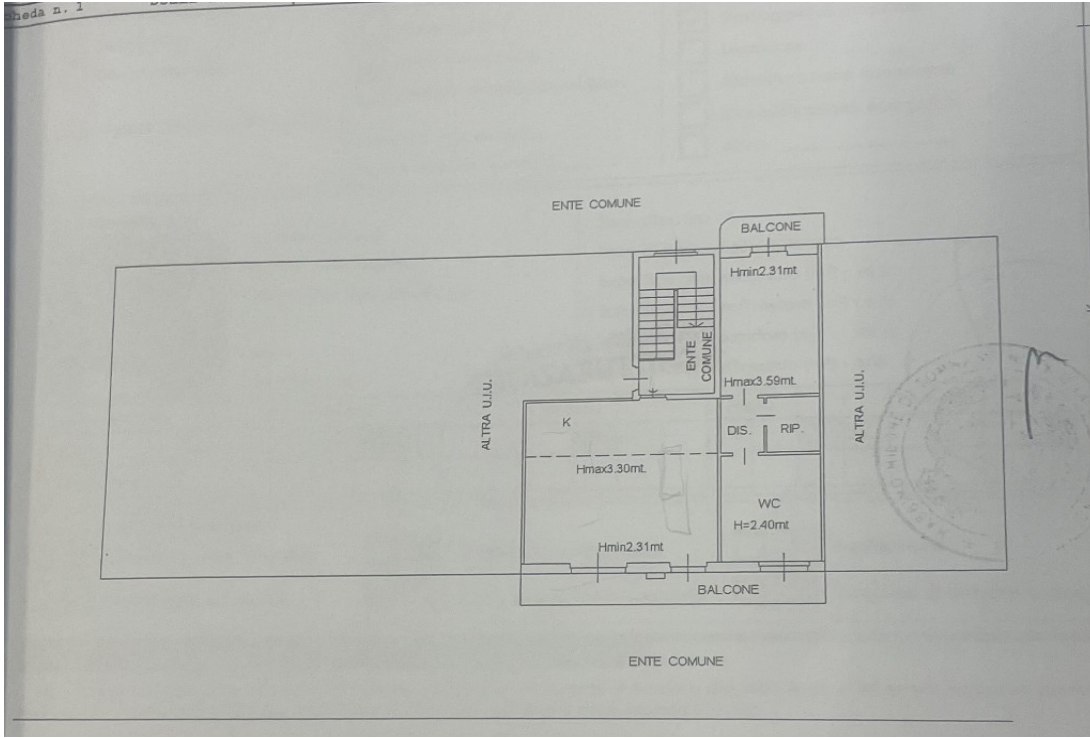 heda n. 1
ENTE COMUNE
BALCONE
Hmin2.31mt
ENTE
COMUNE
Hmax3.59mt.
ALTRA U.I.U.
ALTRA U.I.U.
K
DIS.
RIP.
Hmax3.30mt.
WC
H=2.40mt
Hmin2.31mt
BALCONE
ENTE COMUNE